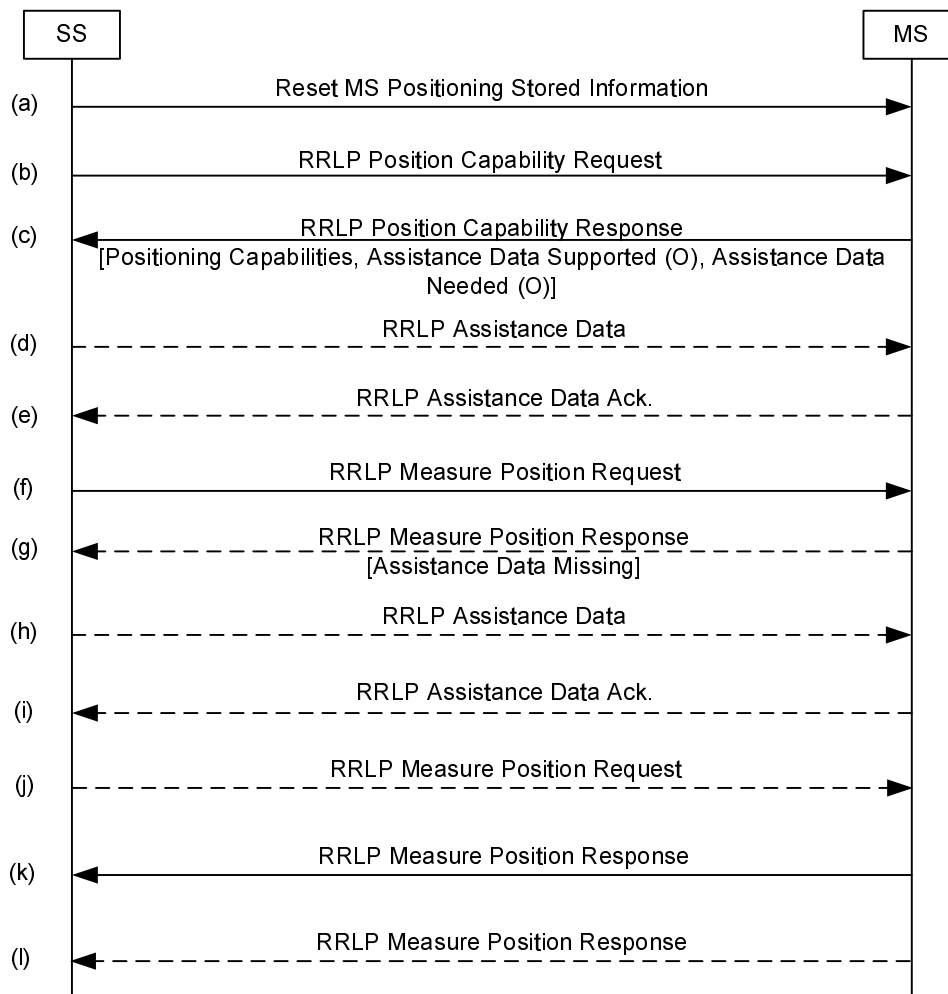 SS
MS
(a)
Reset MS Positioning Stored Information
(b)
RRLP Position Capability Request
(c)
RRLP Position Capability Response
[Positioning Capabilities, Assistance Data Supported (O), Assistance Data
Needed (O)]
(d)
RRLP Assistance Data
(e)
RRLP Assistance Data Ack.
(f)
RRLP Measure Position Request
(g)
RRLP Measure Position Response
[Assistance Data Missing]
(h)
RRLP Assistance Data
(i)
RRLP Assistance Data Ack.
(j)
RRLP Measure Position Request
(k)
RRLP Measure Position Response
(l)
RRLP Measure Position Response